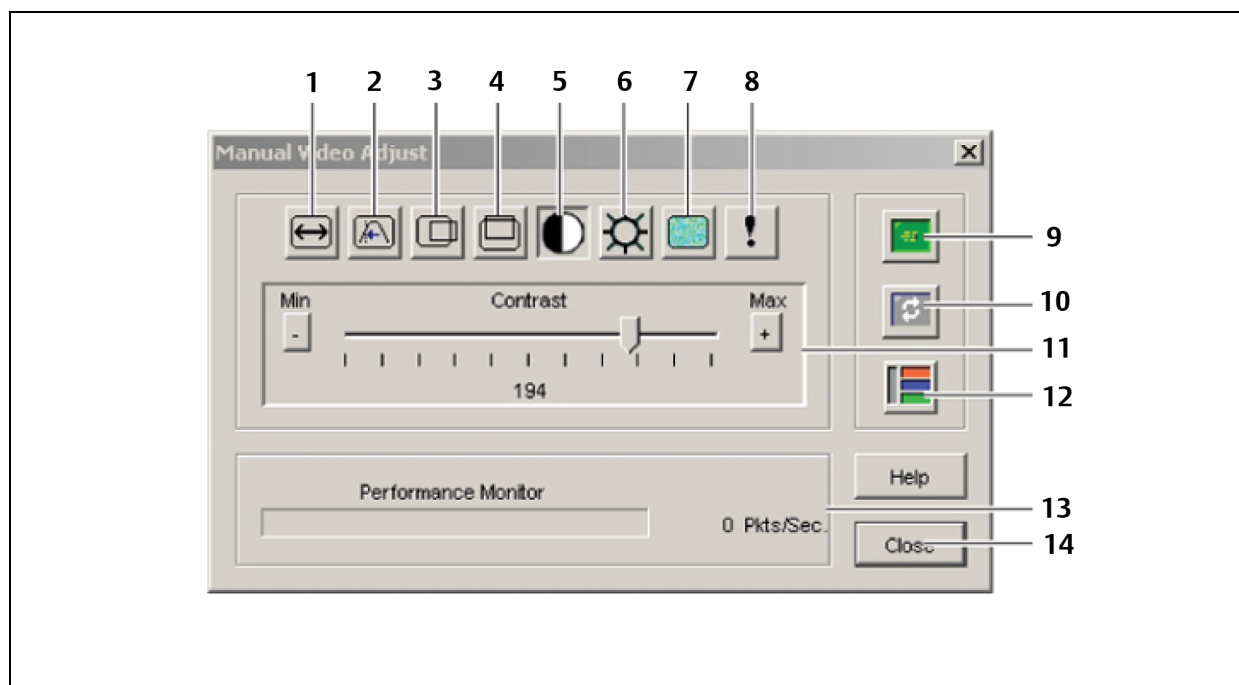 1 2 3 4 5 6 7 8
Manual Video Adjust
9
10
Min Contrast Max
- +
11
194
12
Help
Performance Monitor
13
0 Pkts/Sec.
Close
14